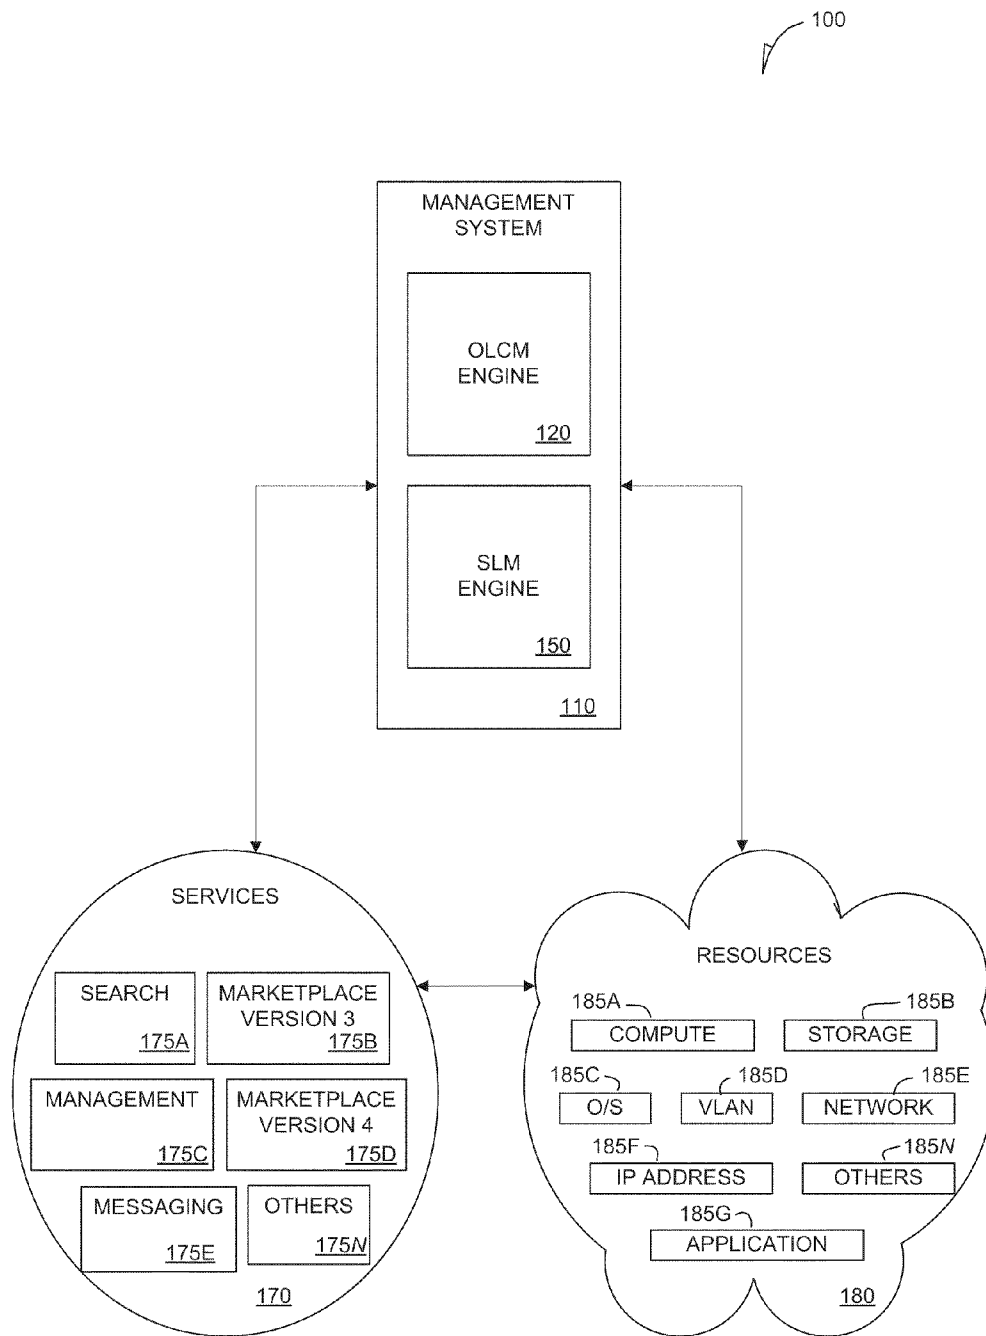 100
MANAGEMENT
SYSTEM
OLCM
ENGINE
120
SLM
ENGINE
150
110
SERVICES
SEARCH
175A
MARKETPLACE
VERSION 3
175B
MANAGEMENT
175C
MARKETPLACE
VERSION 4
175D
MESSAGING
175E
OTHERS
175N
170
RESOURCES
185A
COMPUTE
185B
STORAGE
185C
O/S
185D
VLAN
185E
NETWORK
185F
IP ADDRESS
185N
OTHERS
185G
APPLICATION
180